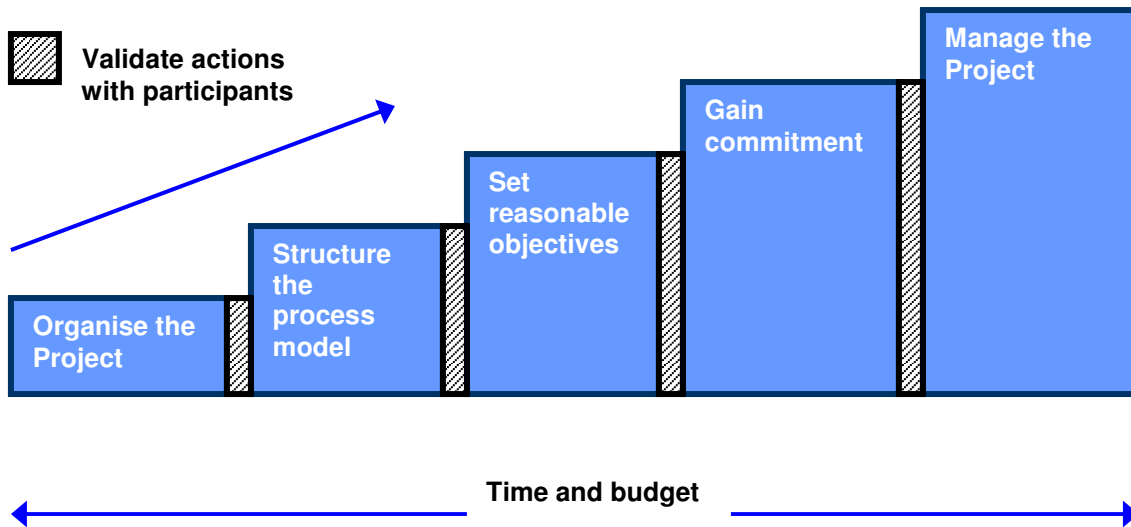 Validate actions
with participants
Manage the
Project
Gain
commitment
Set
reasonable
objectives
Structure
the
process
model
Organise the
Project
Time and budget